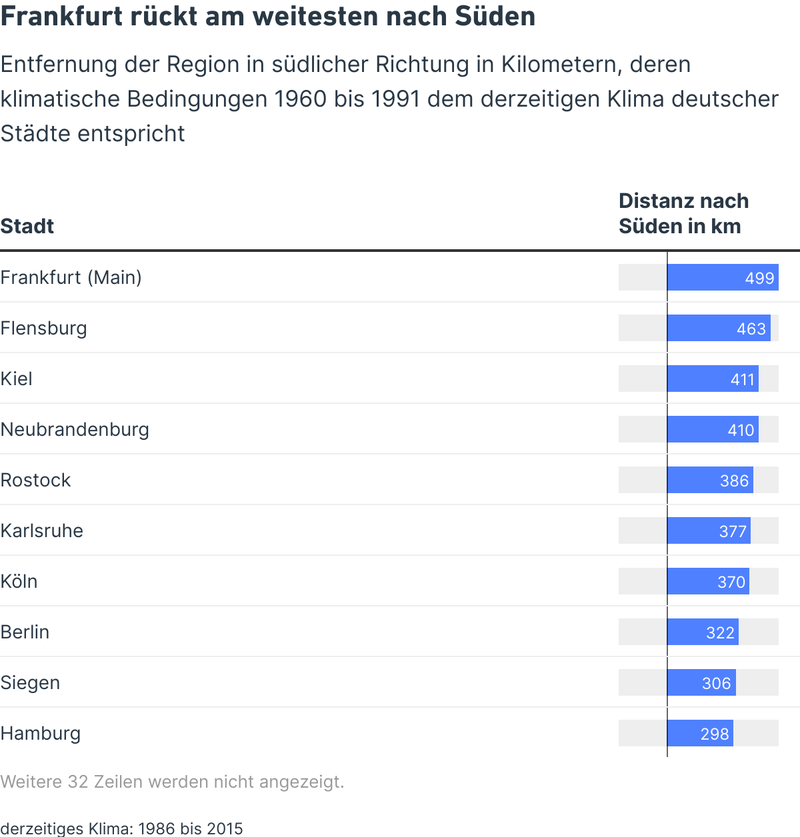 Frankfurt rückt am weitesten nach Süden
Entfernung der Region in südlicher Richtung in Kilometern, deren
klimatische Bedingungen 1960 bis 1991 dem derzeitigen Klima deutscher
Städte entspricht
Distanz nach
Stadt Süden in km
Frankfurt (Main) 499
Flensburg 463
Kiel 411
Neubrandenburg 410
Rostock 386
Karlsruhe 377
Köln 370
Berlin 322
Siegen 306
Hamburg 298
Weitere 32 Zeilen werden nicht angezeigt.
derzeitiges Klima: 1986 bis 2015